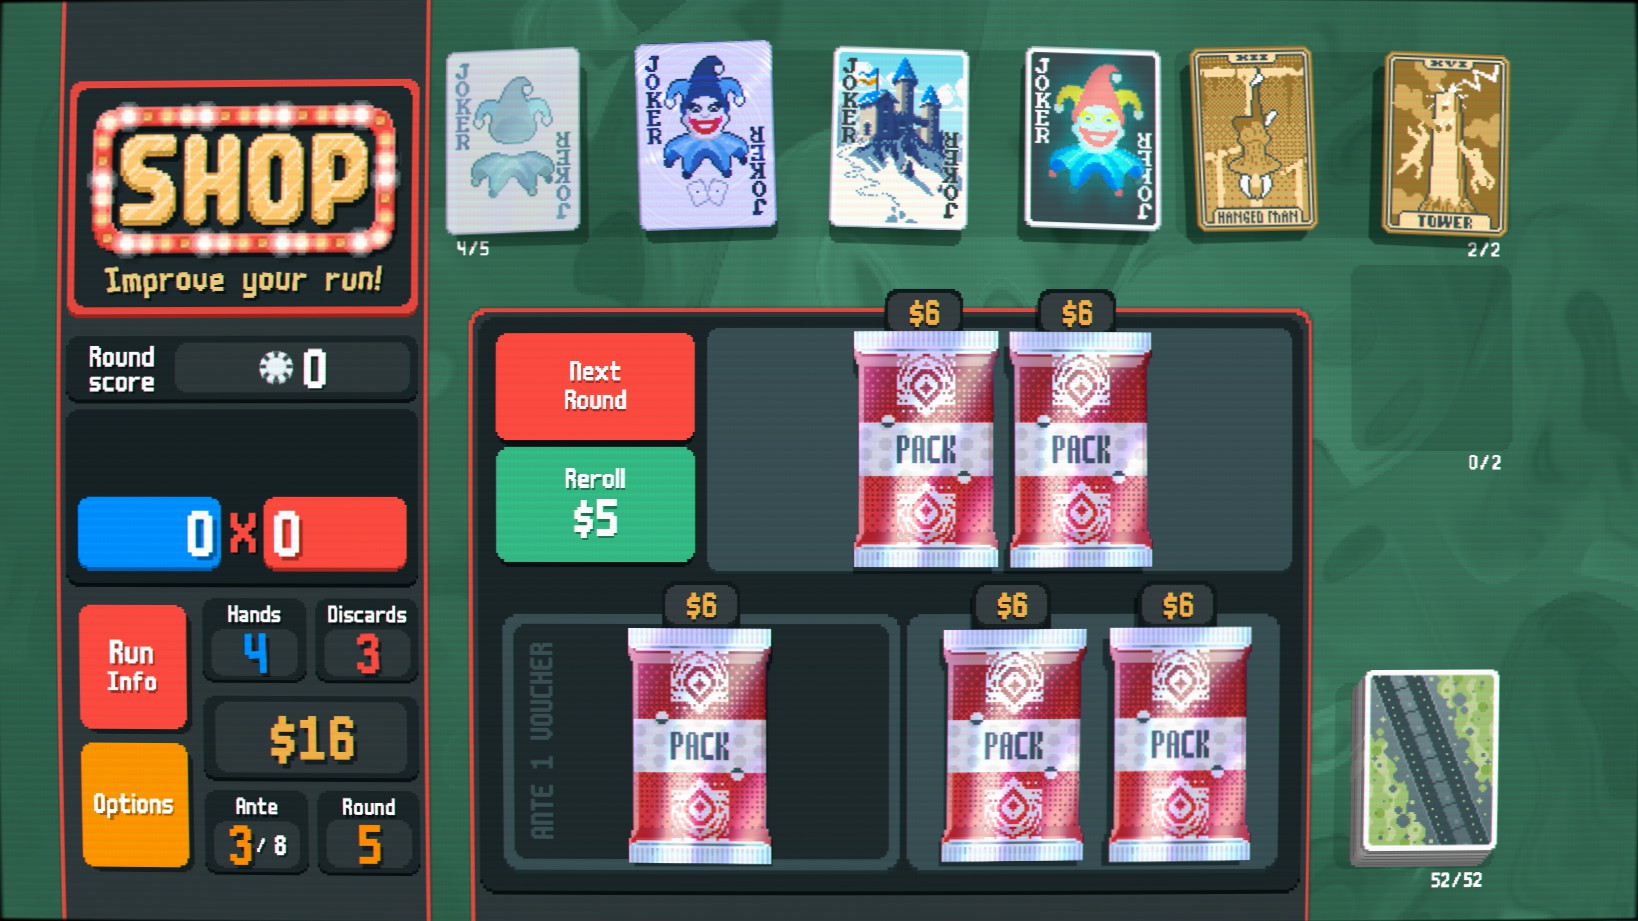 JOKER
JOKER
JOKER
JOKER
JOKER
JOKER
JOKER
JOKER
XII
HANGED MAN
XVI
TOWER
4/5
2/2
SHOP
Improve your run!
Round
score
0
0 X 0
Run
Info
Options
Hands
4
Discards
3
$16
Ante
3/ 8
Round
5
Next
Round
Reroll
$5
$6
PACK
$6
PACK
0/2
ANTE 1 VOUCHER
$6
PACK
$6
PACK
$6
PACK
52/52